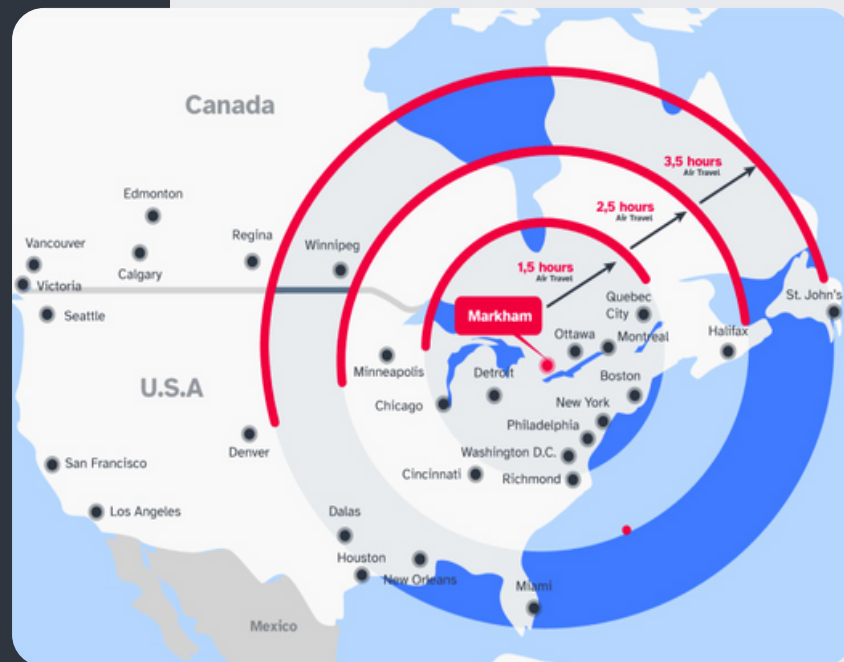 Canada
3,5 hours
Air Travel
Edmonton
2,5 hours
Air Travel
Regina
Vancouver
Winnipeg
Calgary
1,5 hours
Air Travel
Victoria
Quebec
City
St. John's
Seattle
Markham
Ottawa
Montreal
Halifax
Minneapolis
Detroit
Boston
U.S.A
Chicago
New York
Philadelphia
Denver
Washington D.C.
San Francisco
Cincinnati
Richmond
Los Angeles
Dalas
Houston
New Orleans
Miami
Mexico